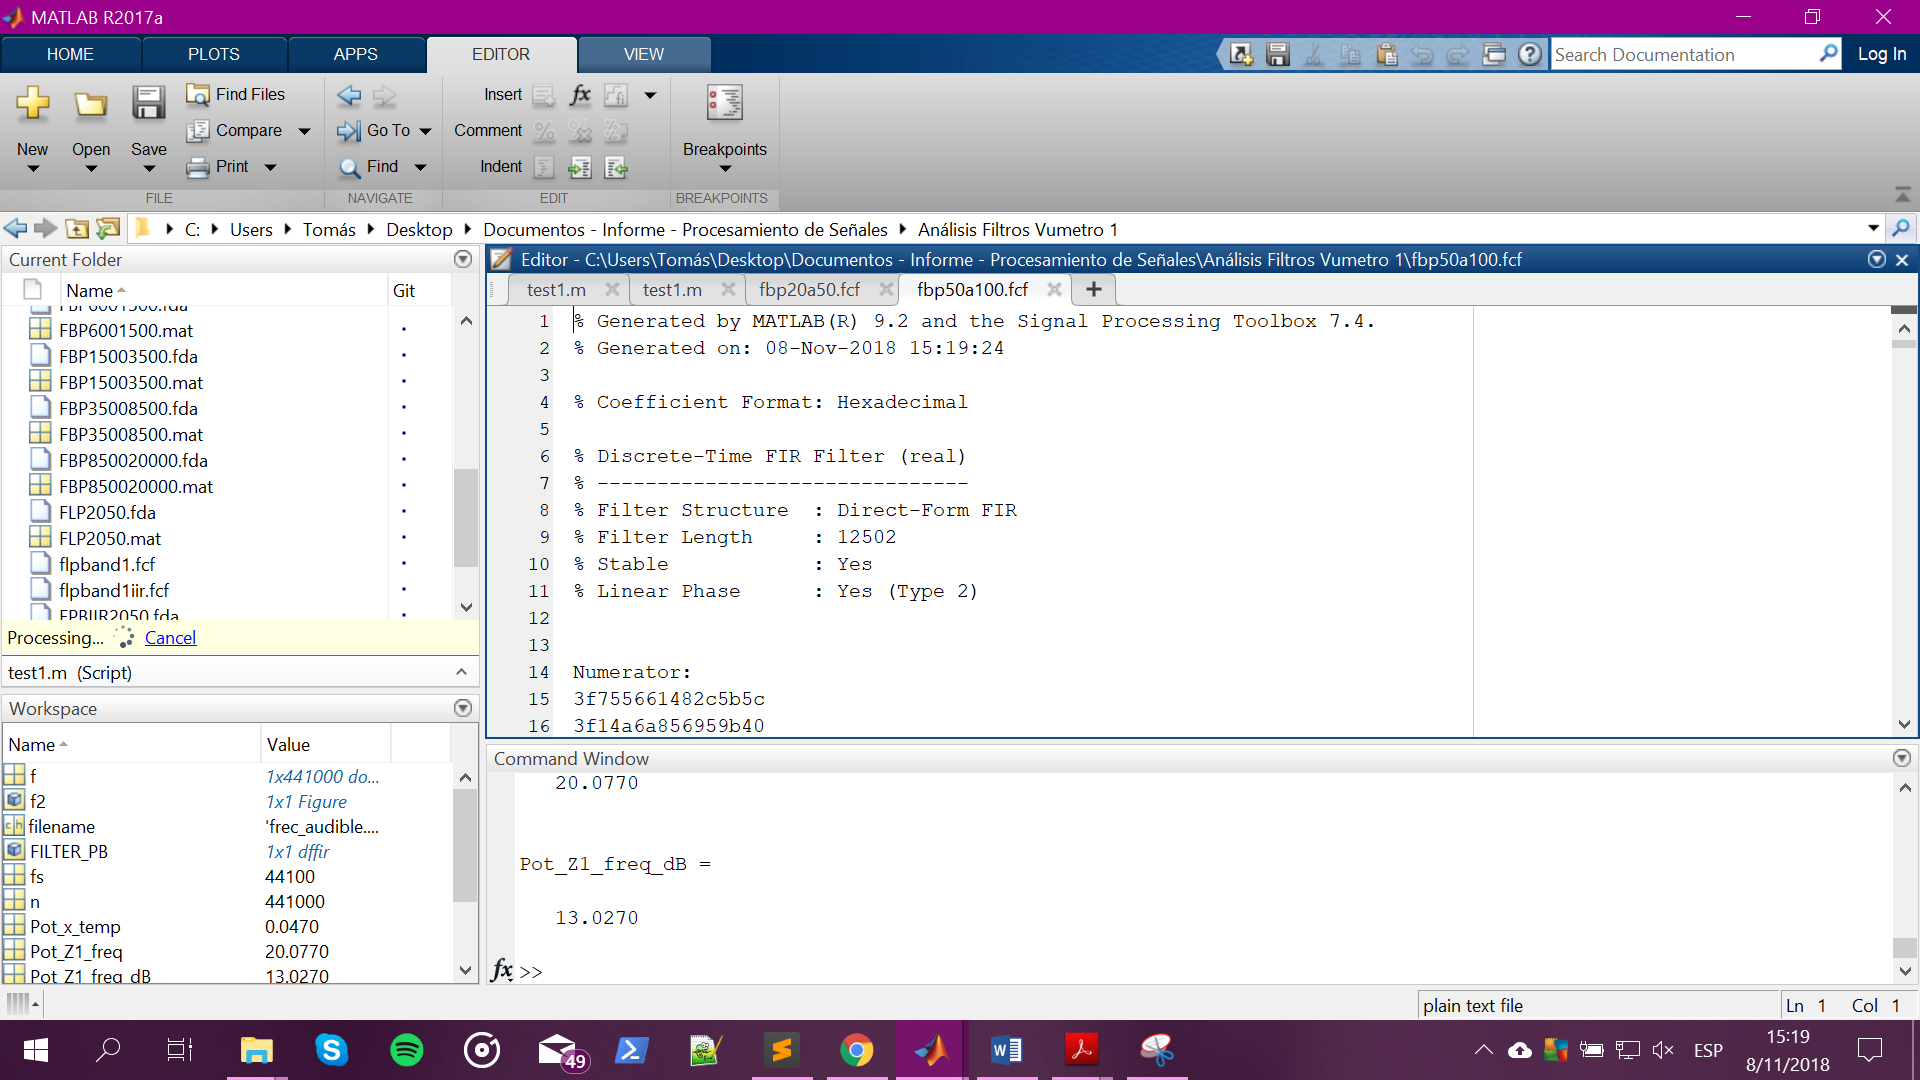 MATLAB R2017a
HOME PLOTS APPS EDITOR VIEW
Search Documentation Log In
New Open Save
Find Files
Compare
Print
Go To
Find
Insert
Comment
Indent
fx
Breakpoints
FILE NAVIGATE EDIT BREAKPOINTS
C: Users Tomás Desktop Documentos - Informe - Procesamiento de Señales Análisis Filtros Vumetro 1
Current Folder
Name Git
FBP6001500.mat
FBP15003500.fda
FBP15003500.mat
FBP35008500.fda
FBP35008500.mat
FBP850020000.fda
FBP850020000.mat
FLP2050.fda
FLP2050.mat
flpband1.fcf
flpband1iir.fcf
FPBIIR2050.fda
Processing... Cancel
test1.m (Script)
Workspace
Name Value
f 1x441000 do...
f2 1x1 Figure
filename 'frec_audible....
FILTER_PB 1x1 dffir
fs 44100
n 441000
Pot_x_temp 0.0470
Pot_Z1_freq 20.0770
Pot_Z1_freq_dB 13.0270
Editor - C:\Users\Tomás\Desktop\Documentos - Informe - Procesamiento de Señales\Análisis Filtros Vumetro 1\fbp50a100.fcf
test1.m test1.m fbp20a50.fcf fbp50a100.fcf
1 % Generated by MATLAB(R) 9.2 and the Signal Processing Toolbox 7.4.
2 % Generated on: 08-Nov-2018 15:19:24
3
4 % Coefficient Format: Hexadecimal
5
6 % Discrete-Time FIR Filter (real)
7 % -------------------------------
8 % Filter Structure  : Direct-Form FIR
9 % Filter Length     : 12502
10 % Stable            : Yes
11 % Linear Phase      : Yes (Type 2)
12
13
14 Numerator:
15 3f755661482c5b5c
16 3f14a6a856959b40
Command Window
20.0770
Pot_Z1_freq_dB =
13.0270
fx >>
plain text file Ln 1 Col 1
49
ESP
15:19
8/11/2018